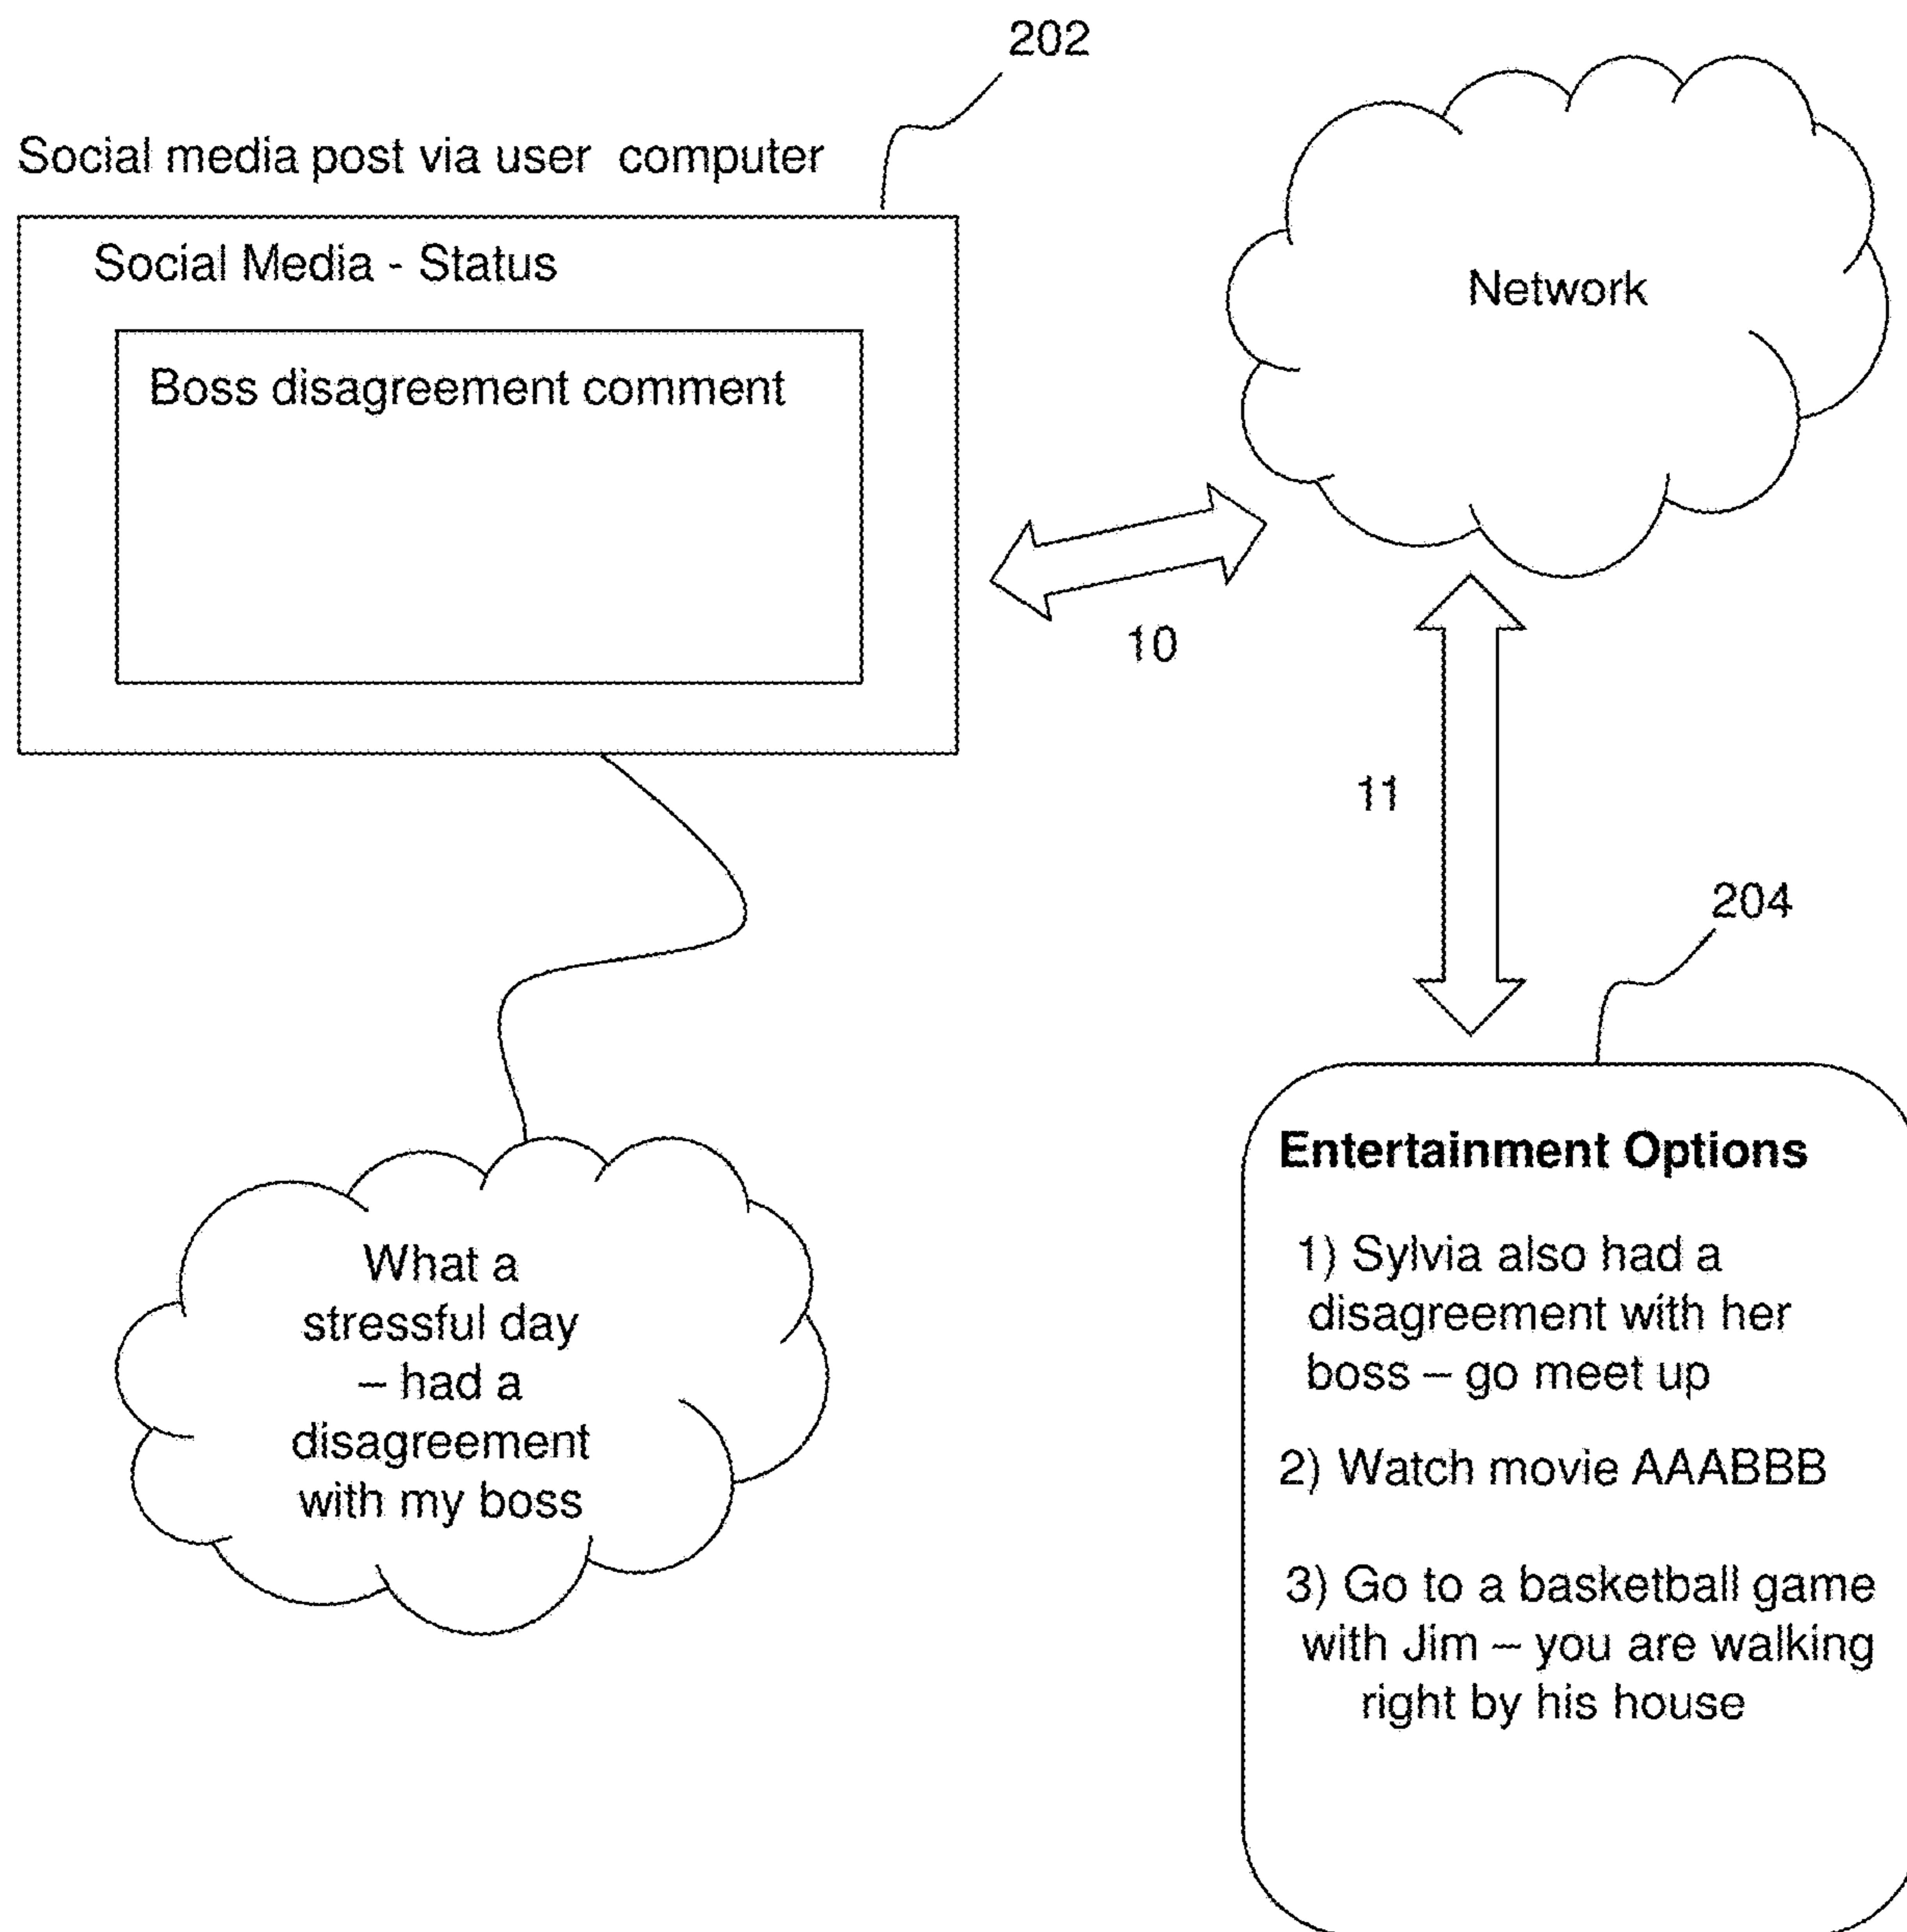 202
Social media post via user computer
Social Media - Status
Boss disagreement comment
Network
10
11
204
What a
stressful day
– had a
disagreement
with my boss
Entertainment Options
1) Sylvia also had a
disagreement with her
boss – go meet up
2) Watch movie AAABBB
3) Go to a basketball game
with Jim – you are walking
right by his house